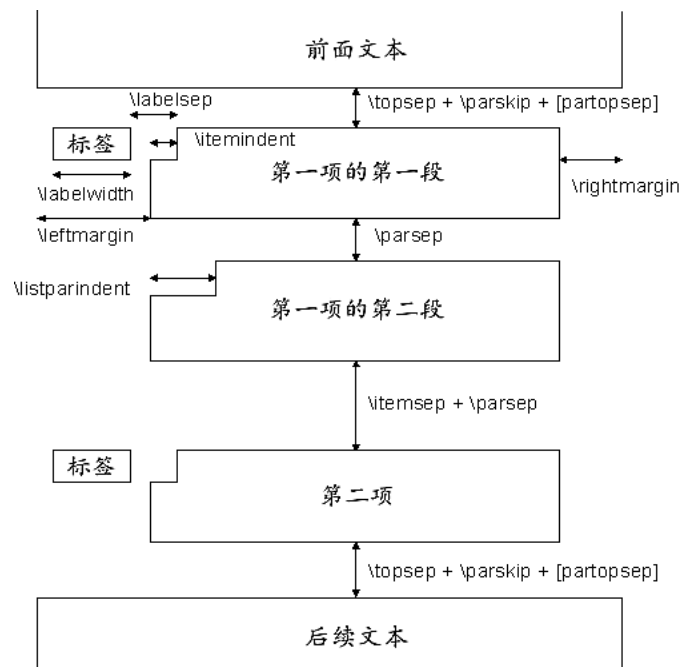 前面文本
\labelsep
\topsep + \parskip + [partopsep]
标签
\itemindent
第一项的第一段
\labelwidth
\rightmargin
\leftmargin
\parsep
\listparindent
第一项的第二段
\itemsep + \parsep
标签
第二项
\topsep + \parskip + [partopsep]
后续文本